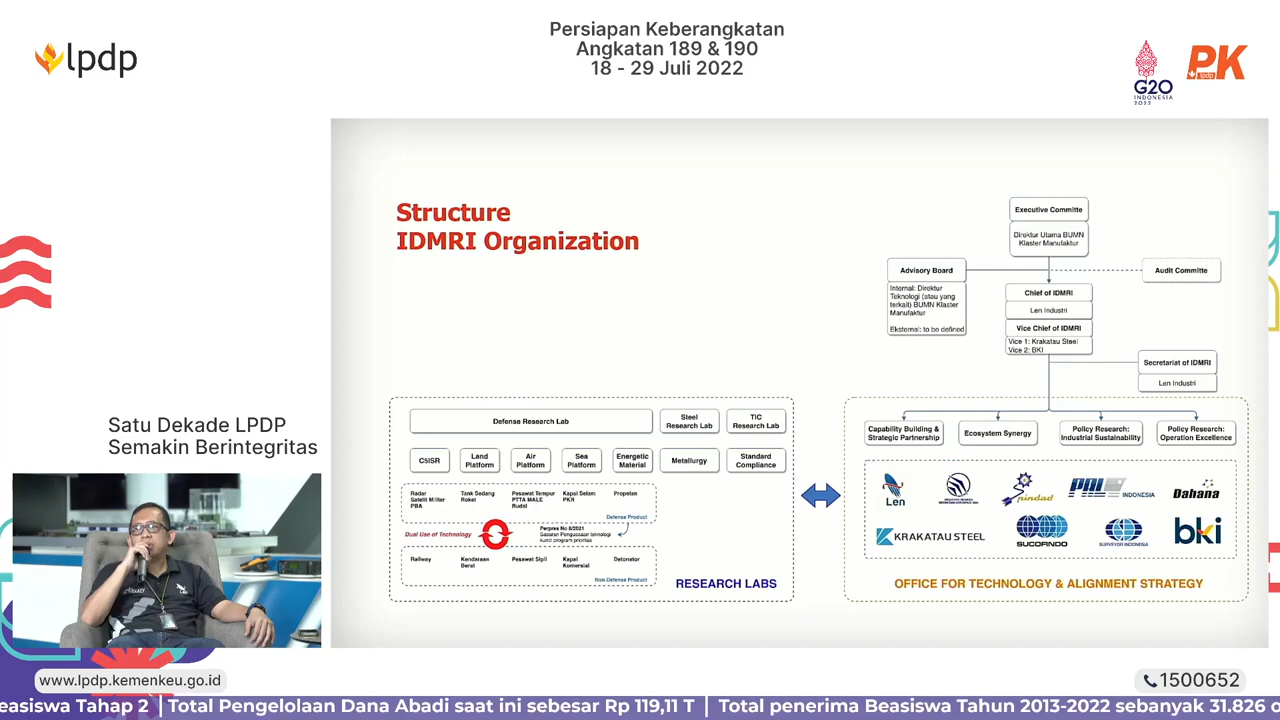 lpdp
Persiapan Keberangkatan
Angkatan 189 & 190
18 - 29 Juli 2022
G20
INDONESIA
2022
PK
lpdp
Structure
IDMRI Organization
Executive Committe
Direktur Utama BUMN
Klaster Manufaktur
Advisory Board
Internal: Direktur
Teknologi (stau yang
terkait) BUMN Klaster
Manufaktur
Eksternal: to be defined
Audit Committe
Chief of IDMRI
Len Industri
Vice Chief of IDMRI
Vice 1: Krakatau Steel
Vice 2: BKI
Secretariat of IDMRI
Len Industri
Defense Research Lab
Steel
Research Lab
TIC
Research Lab
C5ISR
Land
Platform
Air
Platform
Sea
Platform
Energetic
Material
Metallurgy
Standard
Compliance
Radar
Satelit Militer
PBA
Tank Sedang
Roket
Pesawat Tempur
PTTA MALE
Rudal
Kapal Selam
PKR
Propelan
Defense Product
Dual Use of Technology
Perpres No 8/2021
Sasaran Penguasaan teknologi
kunci program prioritas
Railway
Kendaraan
Berat
Pesawat Sipil
Kapal
Komersial
Detonator
Non Defense Product
RESEARCH LABS
Capability Building &
Strategic Partnership
Ecosystem Synergy
Policy Research:
Industrial Sustainability
Policy Research:
Operation Excellence
Len
pindad
PAL INDONESIA
Dahana
KRAKATAU STEEL
SUCOFINDO
SURVEYOR INDONESIA
bki
OFFICE FOR TECHNOLOGY & ALIGNMENT STRATEGY
Satu Dekade LPDP
Semakin Berintegritas
www.lpdp.kemenkeu.go.id
1500652
easiswa Tahap 2 | Total Pengelolaan Dana Abadi saat ini sebesar Rp 119,11 T | Total penerima Beasiswa Tahun 2013-2022 sebanyak 31.826 o